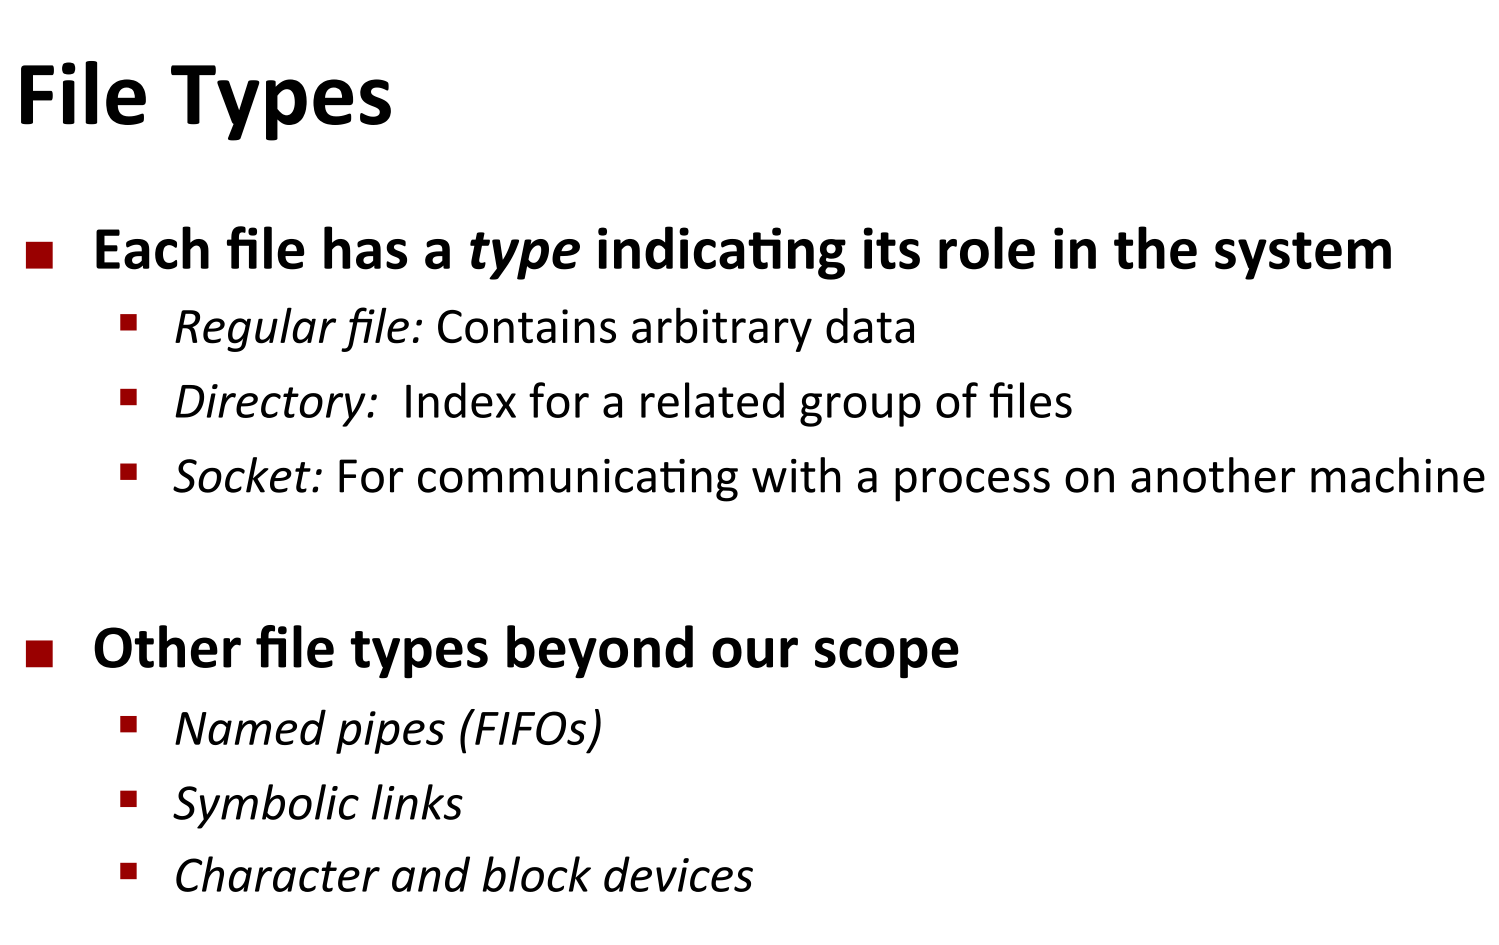 File Types
Each file has a type indicating its role in the system
Regular file: Contains arbitrary data
Directory: Index for a related group of files
Socket: For communicating with a process on another machine
Other file types beyond our scope
Named pipes (FIFOs)
Symbolic links
Character and block devices